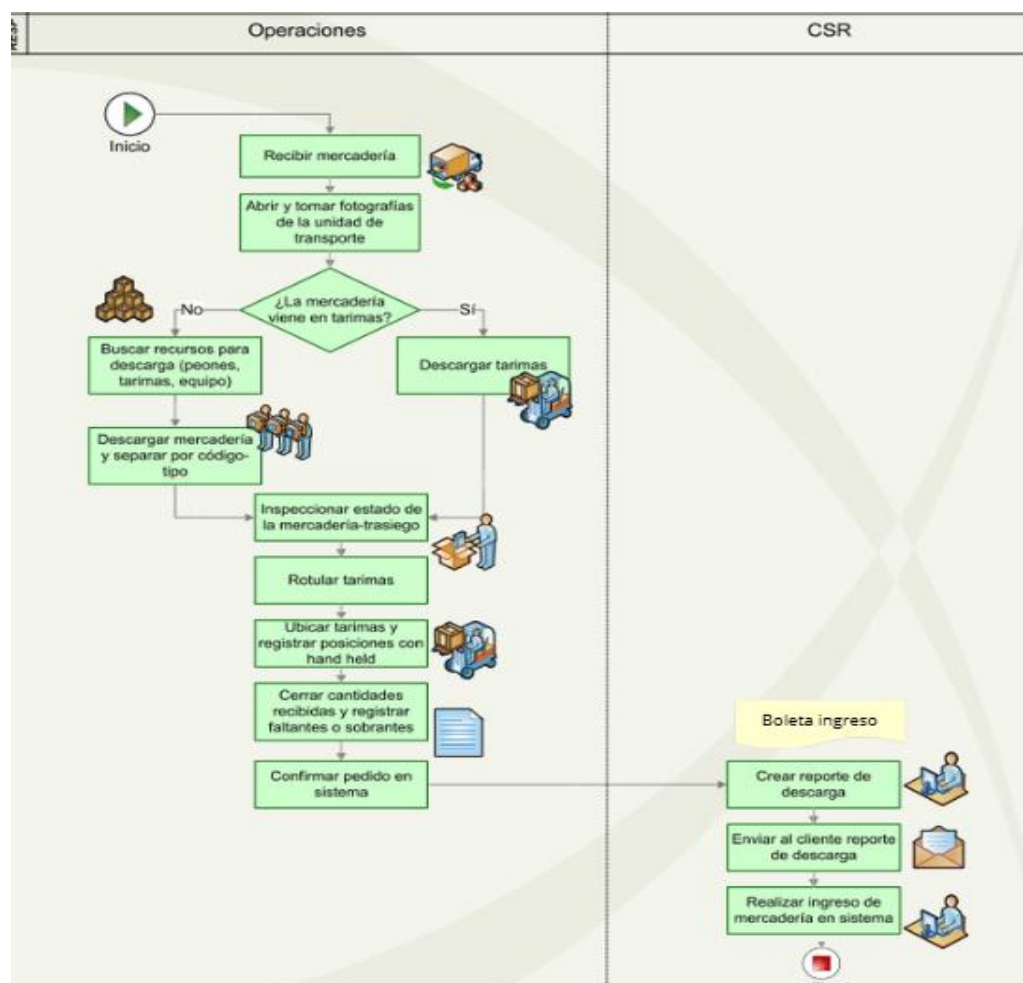 RESP
Operaciones
CSR
Inicio
Recibir mercadería
Abrir y tomar fotografías
de la unidad de
transporte
¿La mercadería
viene en tarimas?
No
Sí
Buscar recursos para
descarga (peones,
tarimas, equipo)
Descargar tarimas
Descargar mercadería
y separar por código-
tipo
Inspeccionar estado de
la mercadería-trasiego
Rotular tarimas
Ubicar tarimas y
registrar posiciones con
hand held
Cerrar cantidades
recibidas y registrar
faltantes o sobrantes
Confirmar pedido en
sistema
Boleta ingreso
Crear reporte de
descarga
Enviar al cliente reporte
de descarga
Realizar ingreso de
mercadería en sistema